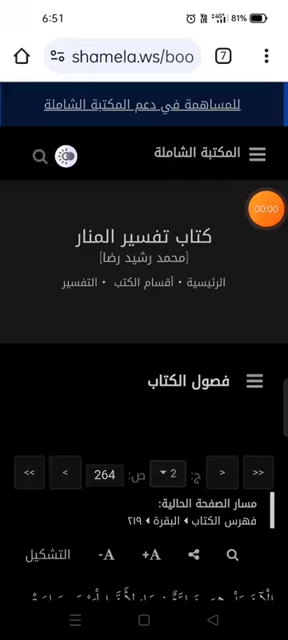 6:51
81%
shamela.ws/boo
7
للمساهمة في دعم المكتبة الشاملة
المكتبة الشاملة
00:00
كتاب تفسير المنار
[محمد رشيد رضا]
الرئيسية • أقسام الكتب • التفسير
فصول الكتاب
<< < 264 :ص 2 :ج > >>
مسار الصفحة الحالية:
فهرس الكتاب البقرة ٢١٩
التشكيل A- A+